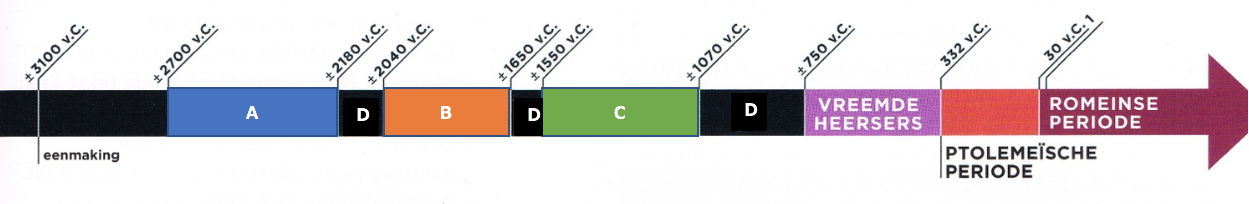 ± 3100 v.C.
± 2700 v.C.
± 2180 v.C.
± 2040 v.C.
± 1650 v.C.
± 1550 v.C.
± 1070 v.C.
± 750 v.C.
332 v.C.
30 v.C. 1
A
D
B
D
C
D
VREEMDE
HEERSERS
ROMEINSE
PERIODE
eenmaking
PTOLEMEÏSCHE
PERIODE